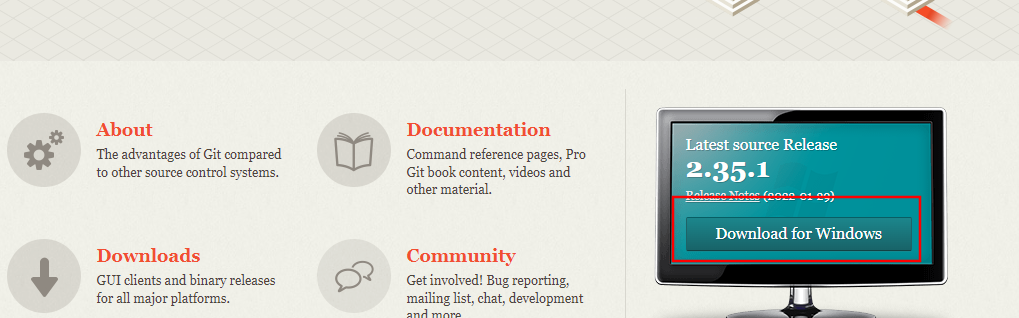 About
The advantages of Git compared
to other source control systems.
Documentation
Command reference pages, Pro
Git book content, videos and
other material.
Downloads
GUI clients and binary releases
for all major platforms.
Community
Get involved! Bug reporting,
mailing list, chat, development
and more
Latest source Release
2.35.1
Release Notes (2022-01-29)
Download for Windows